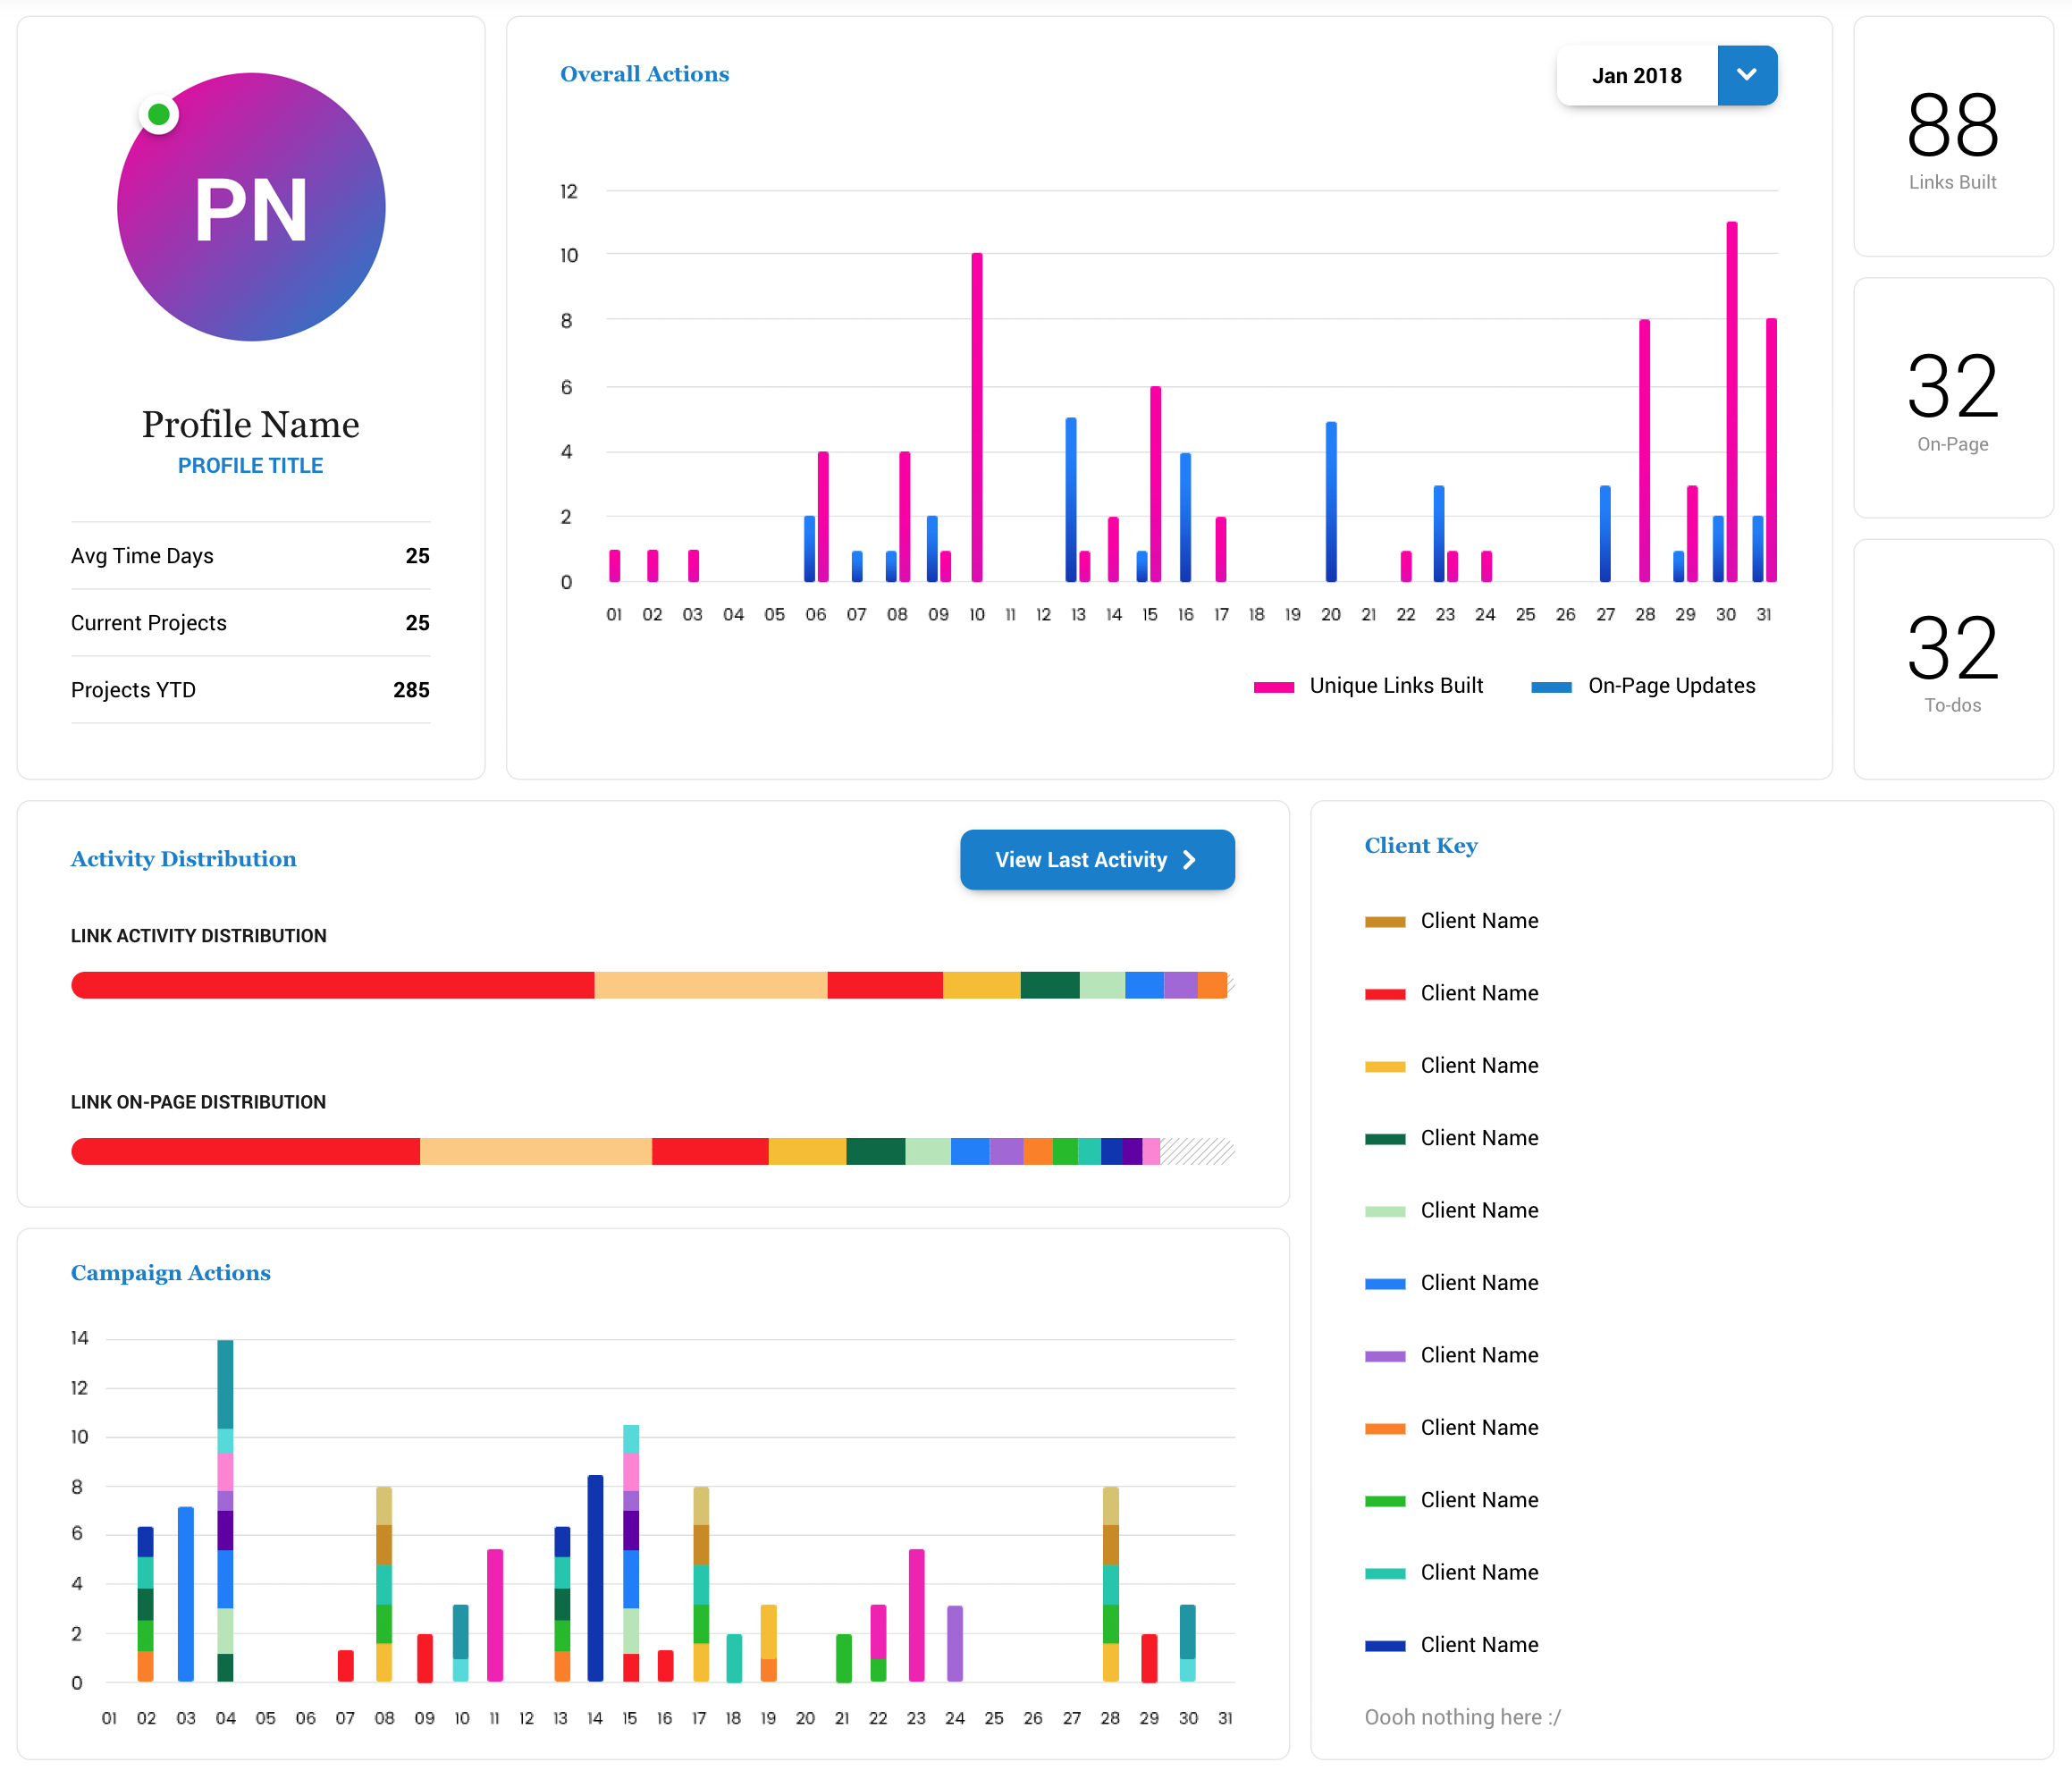 PN
Profile Name
PROFILE TITLE
Avg Time Days 25
Current Projects 25
Projects YTD 285
Overall Actions
Jan 2018
12
10
8
6
4
2
0
01 02 03 04 05 06 07 08 09 10 11 12 13 14 15 16 17 18 19 20 21 22 23 24 25 26 27 28 29 30 31
Unique Links Built On-Page Updates
88
Links Built
32
On-Page
32
To-dos
Activity Distribution
View Last Activity
LINK ACTIVITY DISTRIBUTION
LINK ON-PAGE DISTRIBUTION
Campaign Actions
14
12
10
8
6
4
2
0
01 02 03 04 05 06 07 08 09 10 11 12 13 14 15 16 17 18 19 20 21 22 23 24 25 26 27 28 29 30 31
Client Key
Client Name
Client Name
Client Name
Client Name
Client Name
Client Name
Client Name
Client Name
Client Name
Client Name
Client Name
Oooh nothing here :/